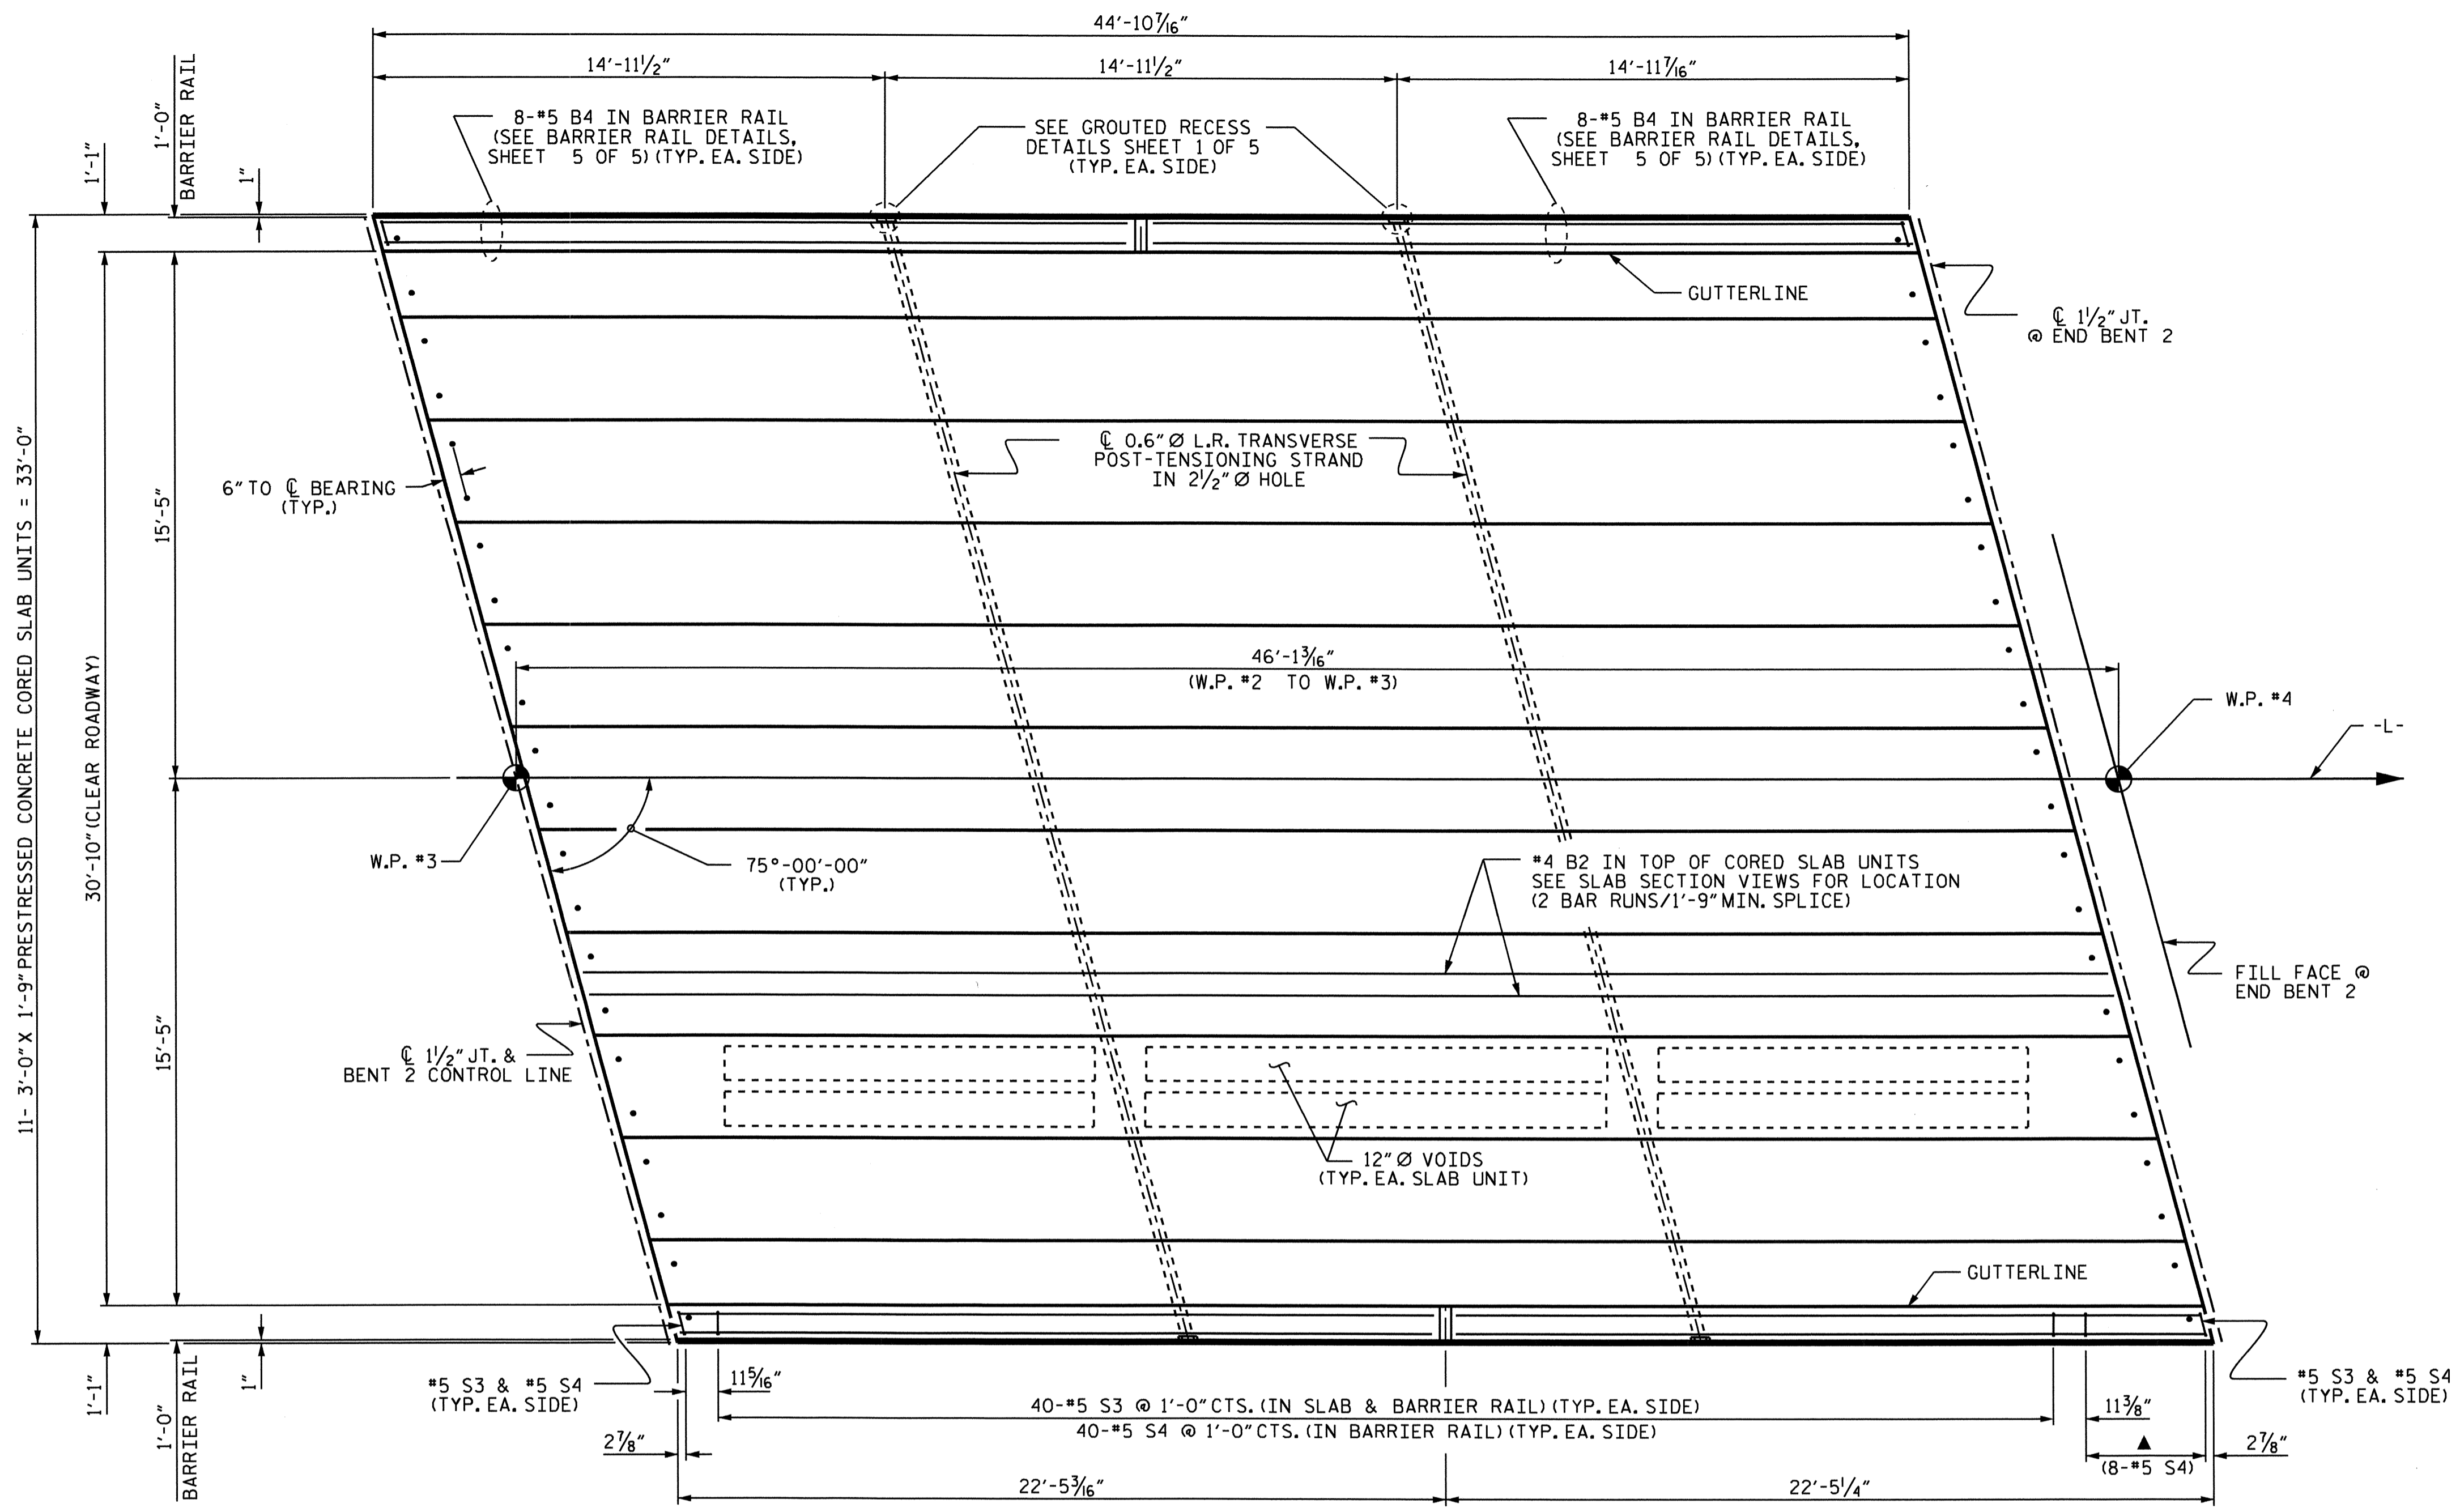 44'-10 7/16"
14'-11 1/2"
14'-11 1/2"
14'-11 7/16"
1'-1"
1'-0"
BARRIER RAIL
1"
8-#5 B4 IN BARRIER RAIL
(SEE BARRIER RAIL DETAILS,
SHEET 5 OF 5) (TYP. EA. SIDE)
SEE GROUTED RECESS
DETAILS SHEET 1 OF 5
(TYP. EA. SIDE)
8-#5 B4 IN BARRIER RAIL
(SEE BARRIER RAIL DETAILS,
SHEET 5 OF 5) (TYP. EA. SIDE)
GUTTERLINE
℄ 1 1/2" JT.
@ END BENT 2
℄ 0.6" Ø L.R. TRANSVERSE
POST-TENSIONING STRAND
IN 2 1/2" Ø HOLE
6" TO ℄ BEARING
(TYP.)
11- 3'-0" X 1'-9" PRESTRESSED CONCRETE CORED SLAB UNITS = 33'-0"
30'-10" (CLEAR ROADWAY)
15'-5"
15'-5"
46'-1 3/16"
(W.P. #2 TO W.P. #3)
W.P. #4
-L-
W.P. #3
75°-00'-00"
(TYP.)
#4 B2 IN TOP OF CORED SLAB UNITS
SEE SLAB SECTION VIEWS FOR LOCATION
(2 BAR RUNS/1'-9" MIN. SPLICE)
FILL FACE @
END BENT 2
℄ 1 1/2" JT. &
BENT 2 CONTROL LINE
12" Ø VOIDS
(TYP. EA. SLAB UNIT)
GUTTERLINE
1'-1"
1'-0"
BARRIER RAIL
1"
#5 S3 & #5 S4
(TYP. EA. SIDE)
11 5/16"
40-#5 S3 @ 1'-0" CTS. (IN SLAB & BARRIER RAIL) (TYP. EA. SIDE)
40-#5 S4 @ 1'-0" CTS. (IN BARRIER RAIL) (TYP. EA. SIDE)
#5 S3 & #5 S4
(TYP. EA. SIDE)
11 3/8"
2 7/8"
▲
(8-#5 S4)
2 7/8"
22'-5 3/16"
22'-5 1/4"